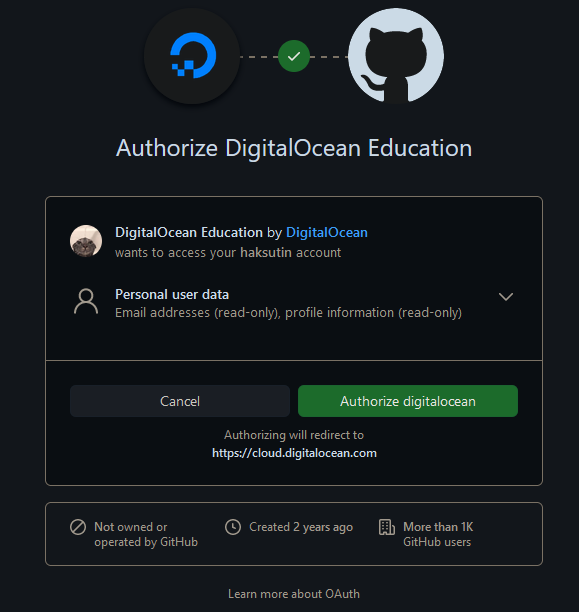 Authorize DigitalOcean Education
DigitalOcean Education by DigitalOcean
wants to access your haksutin account
Personal user data
Email addresses (read-only), profile information (read-only)
Cancel
Authorize digitalocean
Authorizing will redirect to
https://cloud.digitalocean.com
Not owned or
operated by GitHub
Created 2 years ago
More than 1K
GitHub users
Learn more about OAuth